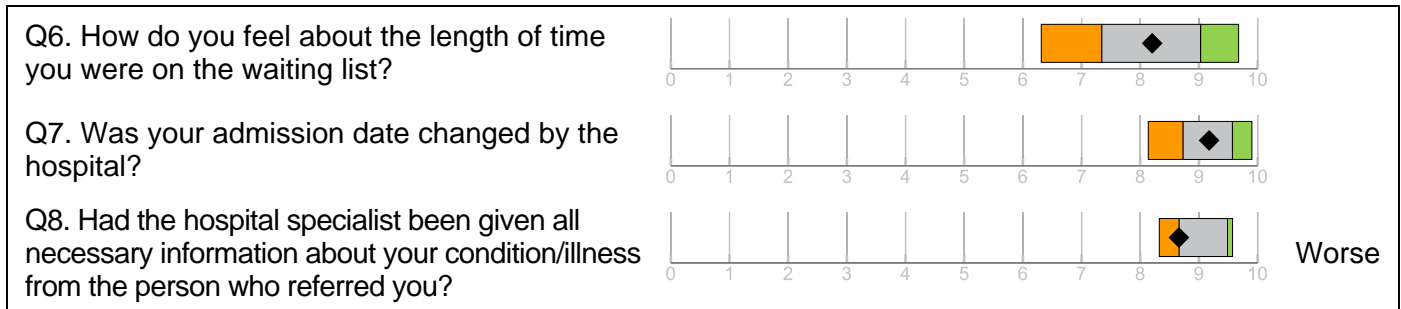 Q6. How do you feel about the length of time
you were on the waiting list?
0 1 2 3 4 5 6 7 8 9 10
Q7. Was your admission date changed by the
hospital?
0 1 2 3 4 5 6 7 8 9 10
Q8. Had the hospital specialist been given all
necessary information about your condition/illness
from the person who referred you?
0 1 2 3 4 5 6 7 8 9 10
Worse